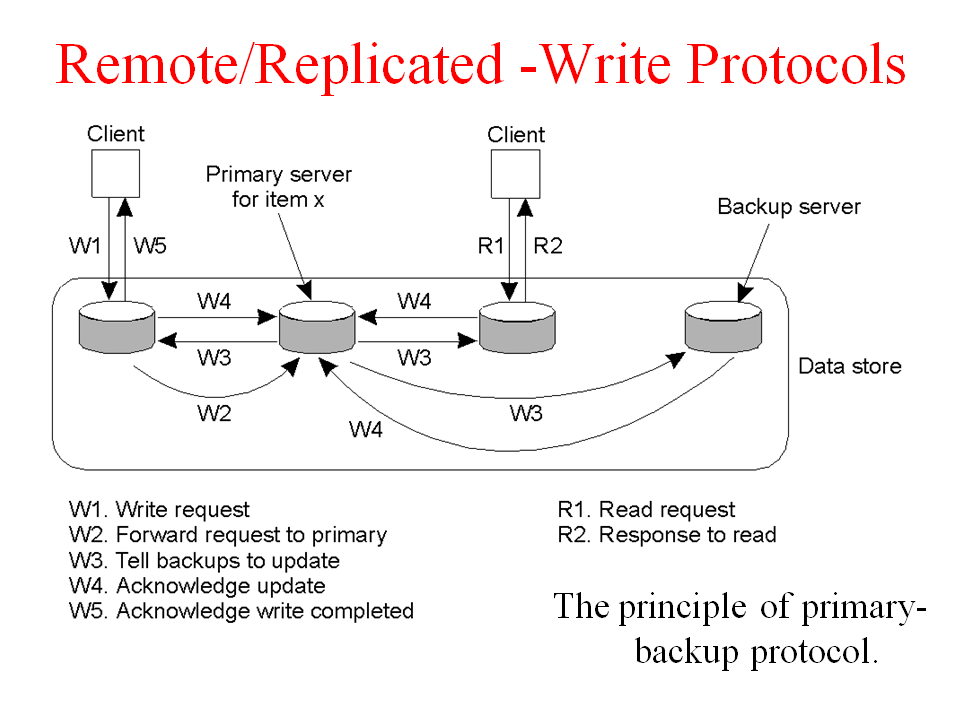 Remote/Replicated -Write Protocols
Client
Client
Primary server
for item x
Backup server
W1
W5
R1
R2
W4
W4
W3
W3
Data store
W2
W3
W4
W1. Write request
W2. Forward request to primary
W3. Tell backups to update
W4. Acknowledge update
W5. Acknowledge write completed
R1. Read request
R2. Response to read
The principle of primary-
backup protocol.